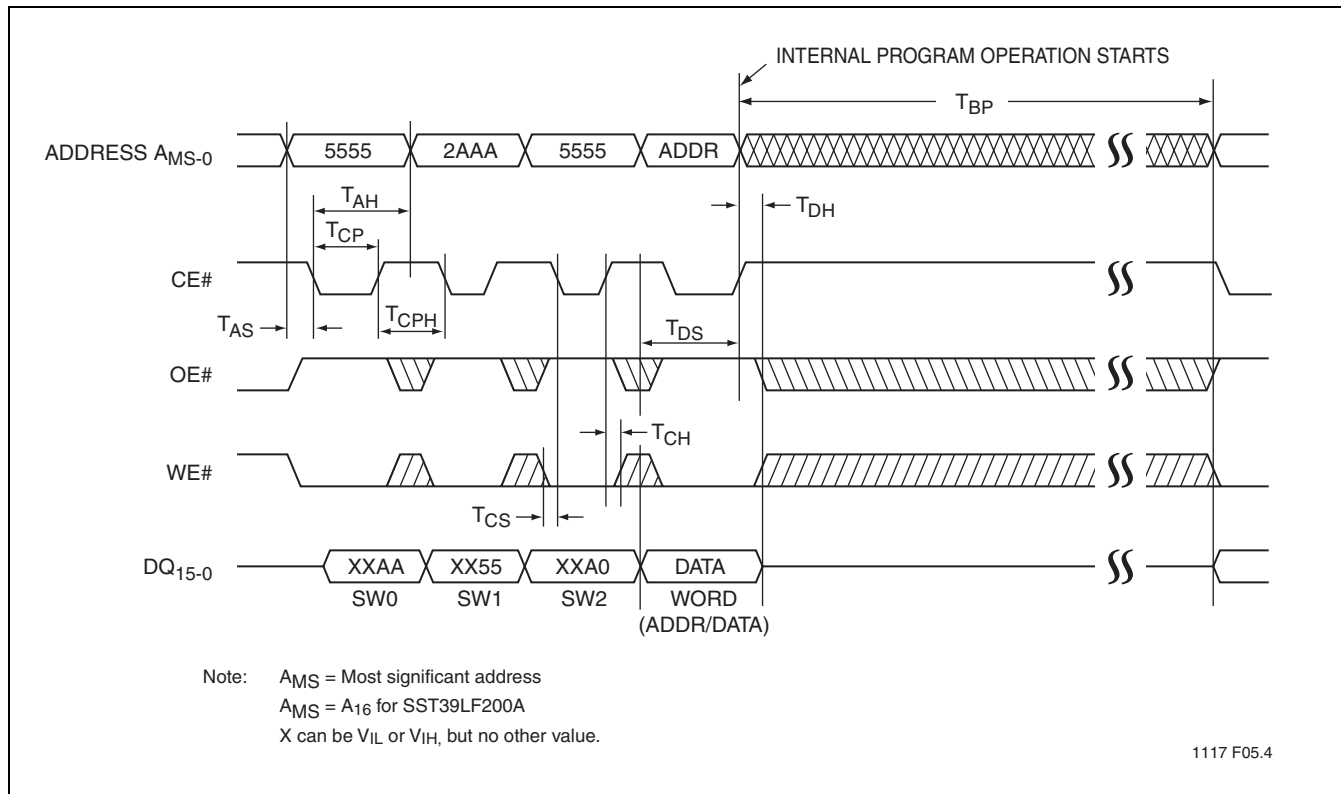 INTERNAL PROGRAM OPERATION STARTS
TBP
ADDRESS AMS-0
5555
2AAA
5555
ADDR
TAH
TDH
TCP
CE#
TAS
TCPH
TDS
OE#
TCH
WE#
TCS
DQ15-0
XXAA
XX55
XXA0
DATA
SW0
SW1
SW2
WORD
(ADDR/DATA)
Note: AMS = Most significant address
AMS = A16 for SST39LF200A
X can be VIL or VIH, but no other value.
1117 F05.4